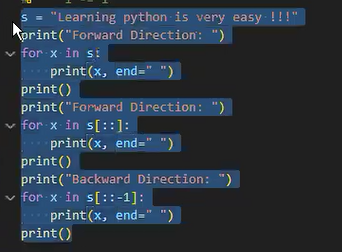 s = "Learning python is very easy !!!"
print("Forward Direction: ")
for x in s:
    print(x, end=" ")
print()
print("Forward Direction: ")
for x in s[::]:
    print(x, end=" ")
print()
print("Backward Direction: ")
for x in s[::-1]:
    print(x, end=" ")
print()